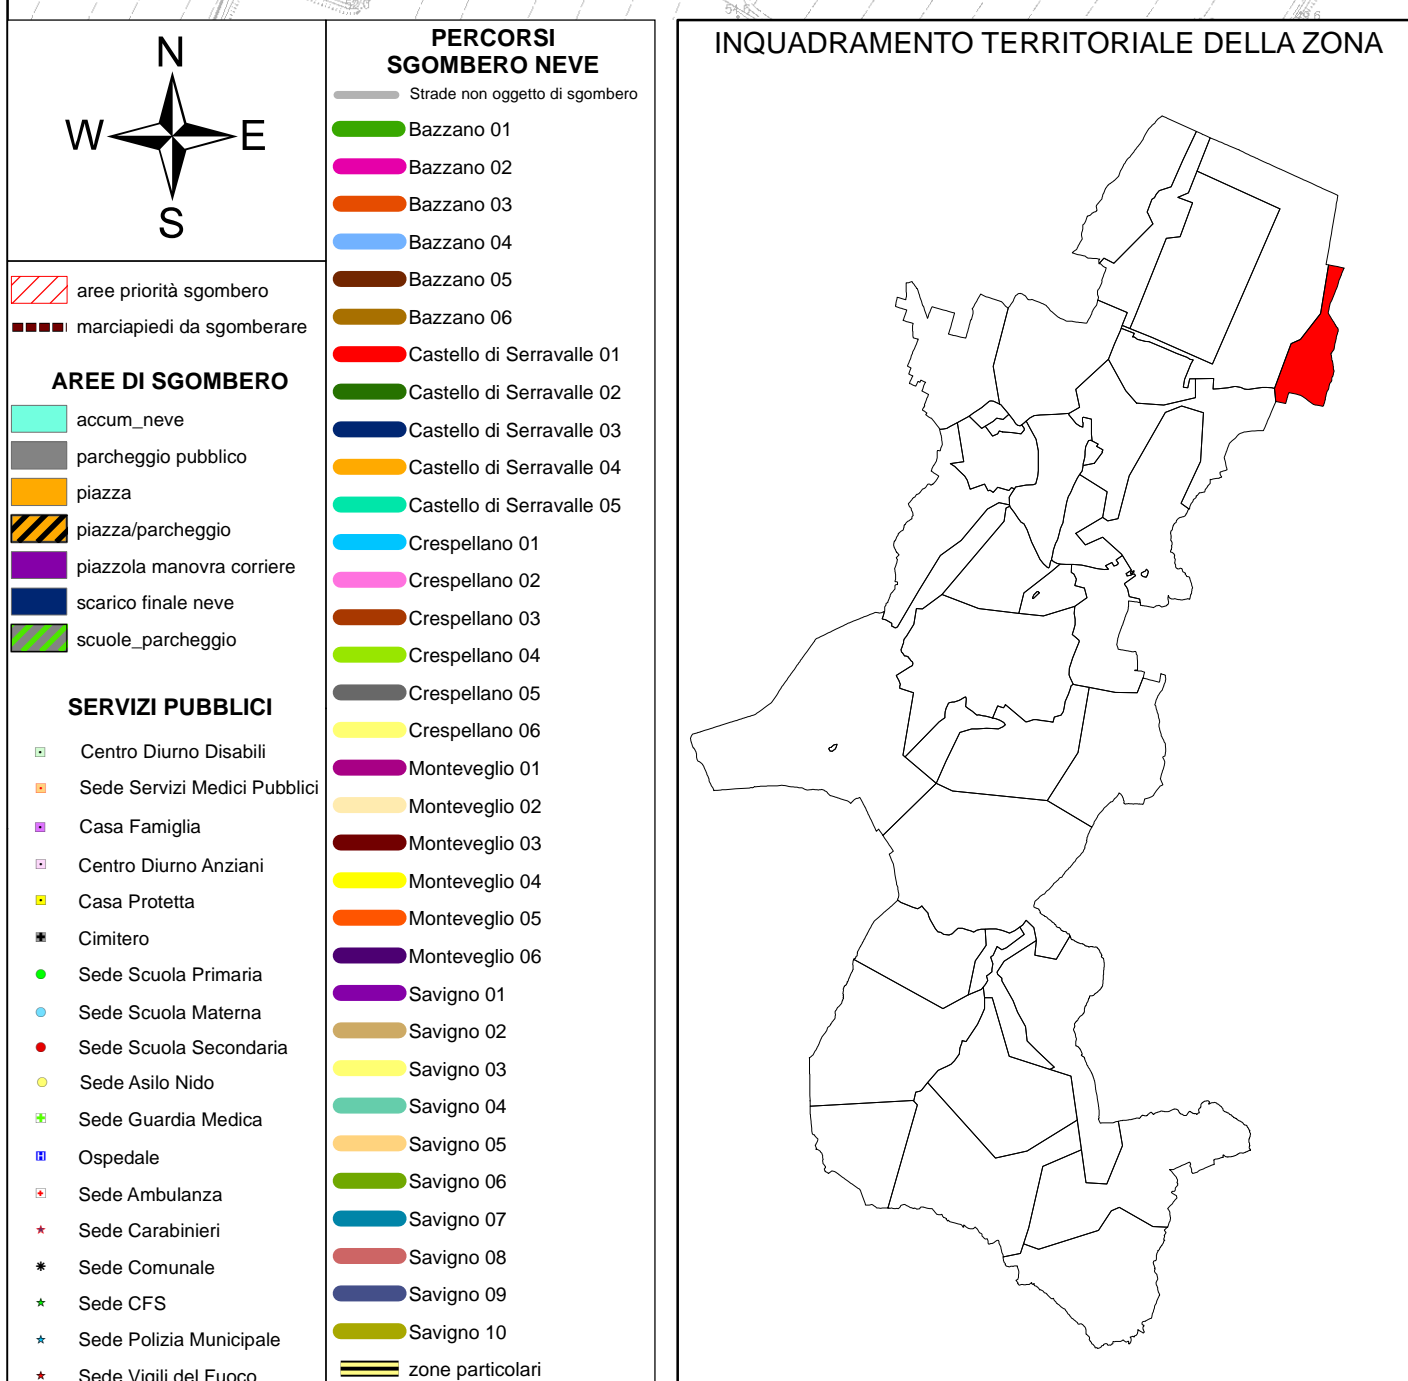 N
W E
S
aree priorità sgombero
marciapiedi da sgomberare
AREE DI SGOMBERO
accum_neve
parcheggio pubblico
piazza
piazza/parcheggio
piazzola manovra corriere
scarico finale neve
scuole_parcheggio
SERVIZI PUBBLICI
Centro Diurno Disabili
Sede Servizi Medici Pubblici
Casa Famiglia
Centro Diurno Anziani
Casa Protetta
Cimitero
Sede Scuola Primaria
Sede Scuola Materna
Sede Scuola Secondaria
Sede Asilo Nido
Sede Guardia Medica
Ospedale
Sede Ambulanza
Sede Carabinieri
Sede Comunale
Sede CFS
Sede Polizia Municipale
Sede Vigili del Fuoco
PERCORSI
SGOMBERO NEVE
Strade non oggetto di sgombero
Bazzano 01
Bazzano 02
Bazzano 03
Bazzano 04
Bazzano 05
Bazzano 06
Castello di Serravalle 01
Castello di Serravalle 02
Castello di Serravalle 03
Castello di Serravalle 04
Castello di Serravalle 05
Crespellano 01
Crespellano 02
Crespellano 03
Crespellano 04
Crespellano 05
Crespellano 06
Monteveglio 01
Monteveglio 02
Monteveglio 03
Monteveglio 04
Monteveglio 05
Monteveglio 06
Savigno 01
Savigno 02
Savigno 03
Savigno 04
Savigno 05
Savigno 06
Savigno 07
Savigno 08
Savigno 09
Savigno 10
zone particolari
INQUADRAMENTO TERRITORIALE DELLA ZONA